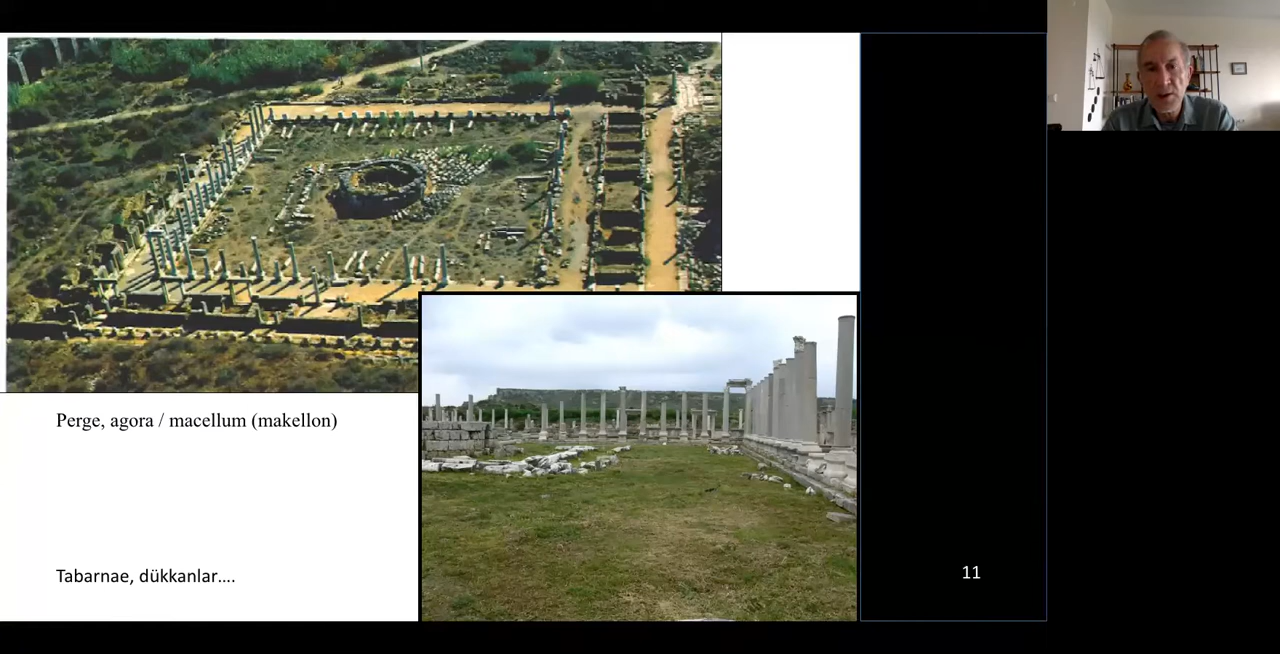 Perge, agora / macellum (makellon)
Tabarnae, dükkanlar....
11